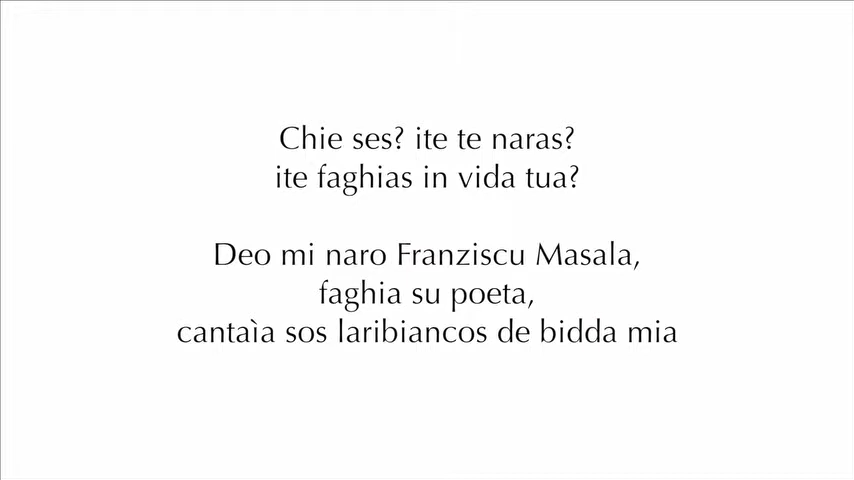 Chie ses? ite te naras?
ite faghias in vida tua?
Deo mi naro Franziscu Masala,
faghia su poeta,
cantaìa sos laribiancos de bidda mia